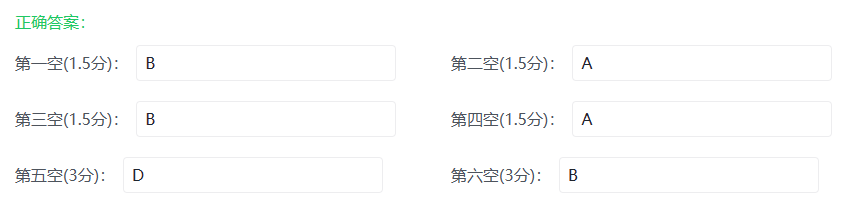 正确答案：
第一空(1.5分)： B 第二空(1.5分)： A
第三空(1.5分)： B 第四空(1.5分)： A
第五空(3分)： D 第六空(3分)： B